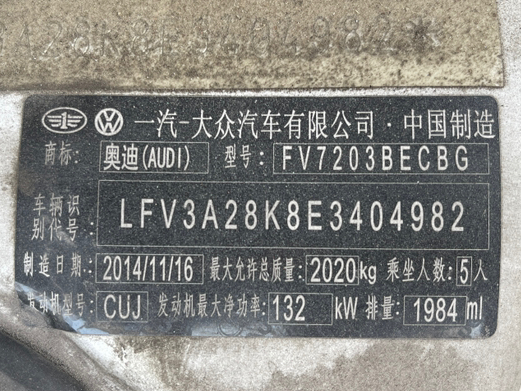 A28K8E3404982
一汽-大众汽车有限公司·中国制造
商标: 奥迪(AUDI) 型号: FV7203BECBG
车辆识别代号: LFV3A28K8E3404982
制造日期: 2014/11/16 最大允许总质量: 2020kg 乘坐人数: 5人
发动机型号: CUJ 发动机最大净功率: 132 kW 排量: 1984 ml